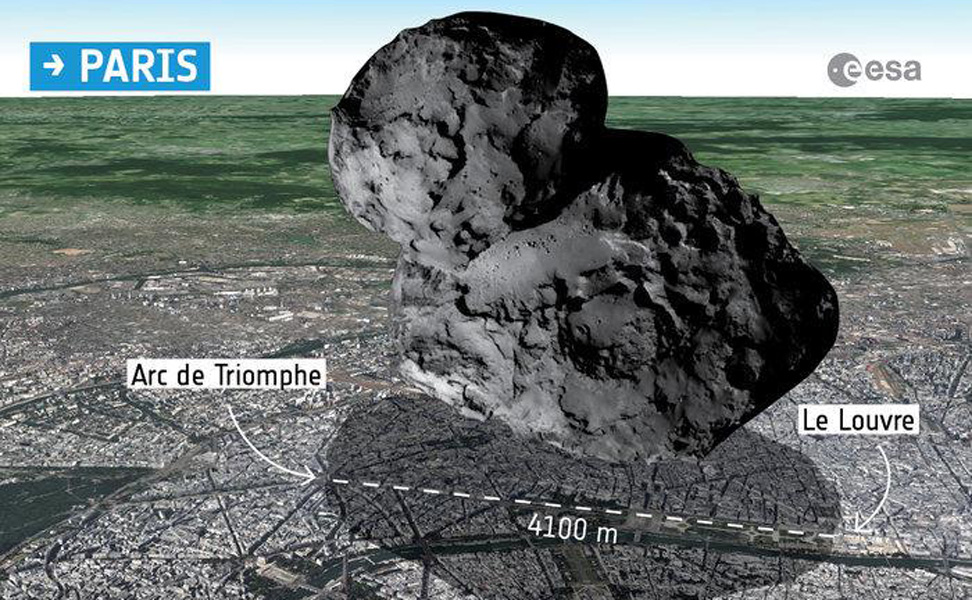 → PARIS
esa
Arc de Triomphe
Le Louvre
4100 m